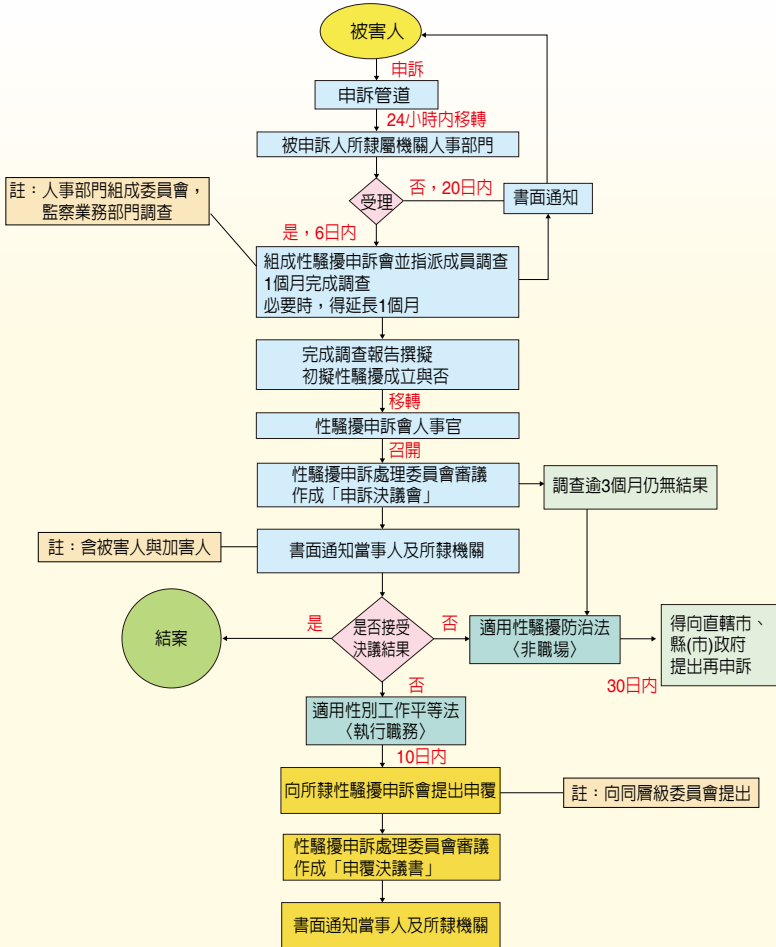 被害人
申訴
申訴管道
24小時內移轉
被申訴人所隸屬機關人事部門
受理
否，20日內
書面通知
註：人事部門組成委員會，
監察業務部門調查
是，6日內
組成性騷擾申訴會並指派成員調查
1個月完成調查
必要時，得延長1個月
完成調查報告撰擬
初擬性騷擾成立與否
移轉
性騷擾申訴會人事官
召開
性騷擾申訴處理委員會審議
作成「申訴決議會」
調查逾3個月仍無結果
註：含被害人與加害人
書面通知當事人及所隸機關
結案
是
是否接受
決議結果
否
適用性騷擾防治法
〈非職場〉
30日內
得向直轄市、
縣(市)政府
提出再申訴
否
適用性別工作平等法
〈執行職務〉
10日內
向所隸性騷擾申訴會提出申覆
註：向同層級委員會提出
性騷擾申訴處理委員會審議
作成「申覆決議書」
書面通知當事人及所隸機關